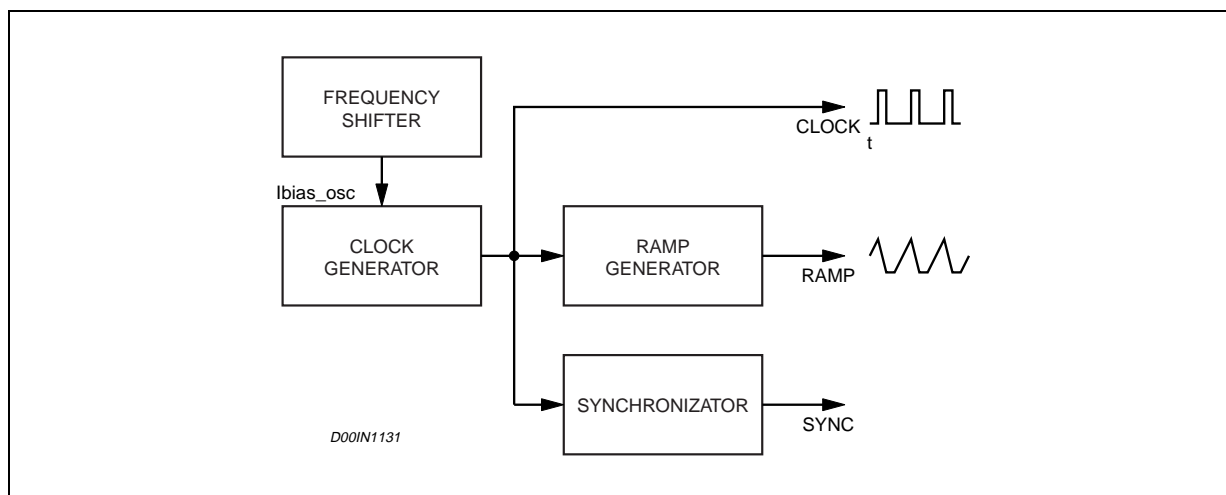 FREQUENCY
SHIFTER
CLOCK
t
Ibias_osc
CLOCK
GENERATOR
RAMP
GENERATOR
RAMP
SYNCHRONIZATOR
SYNC
D00IN1131